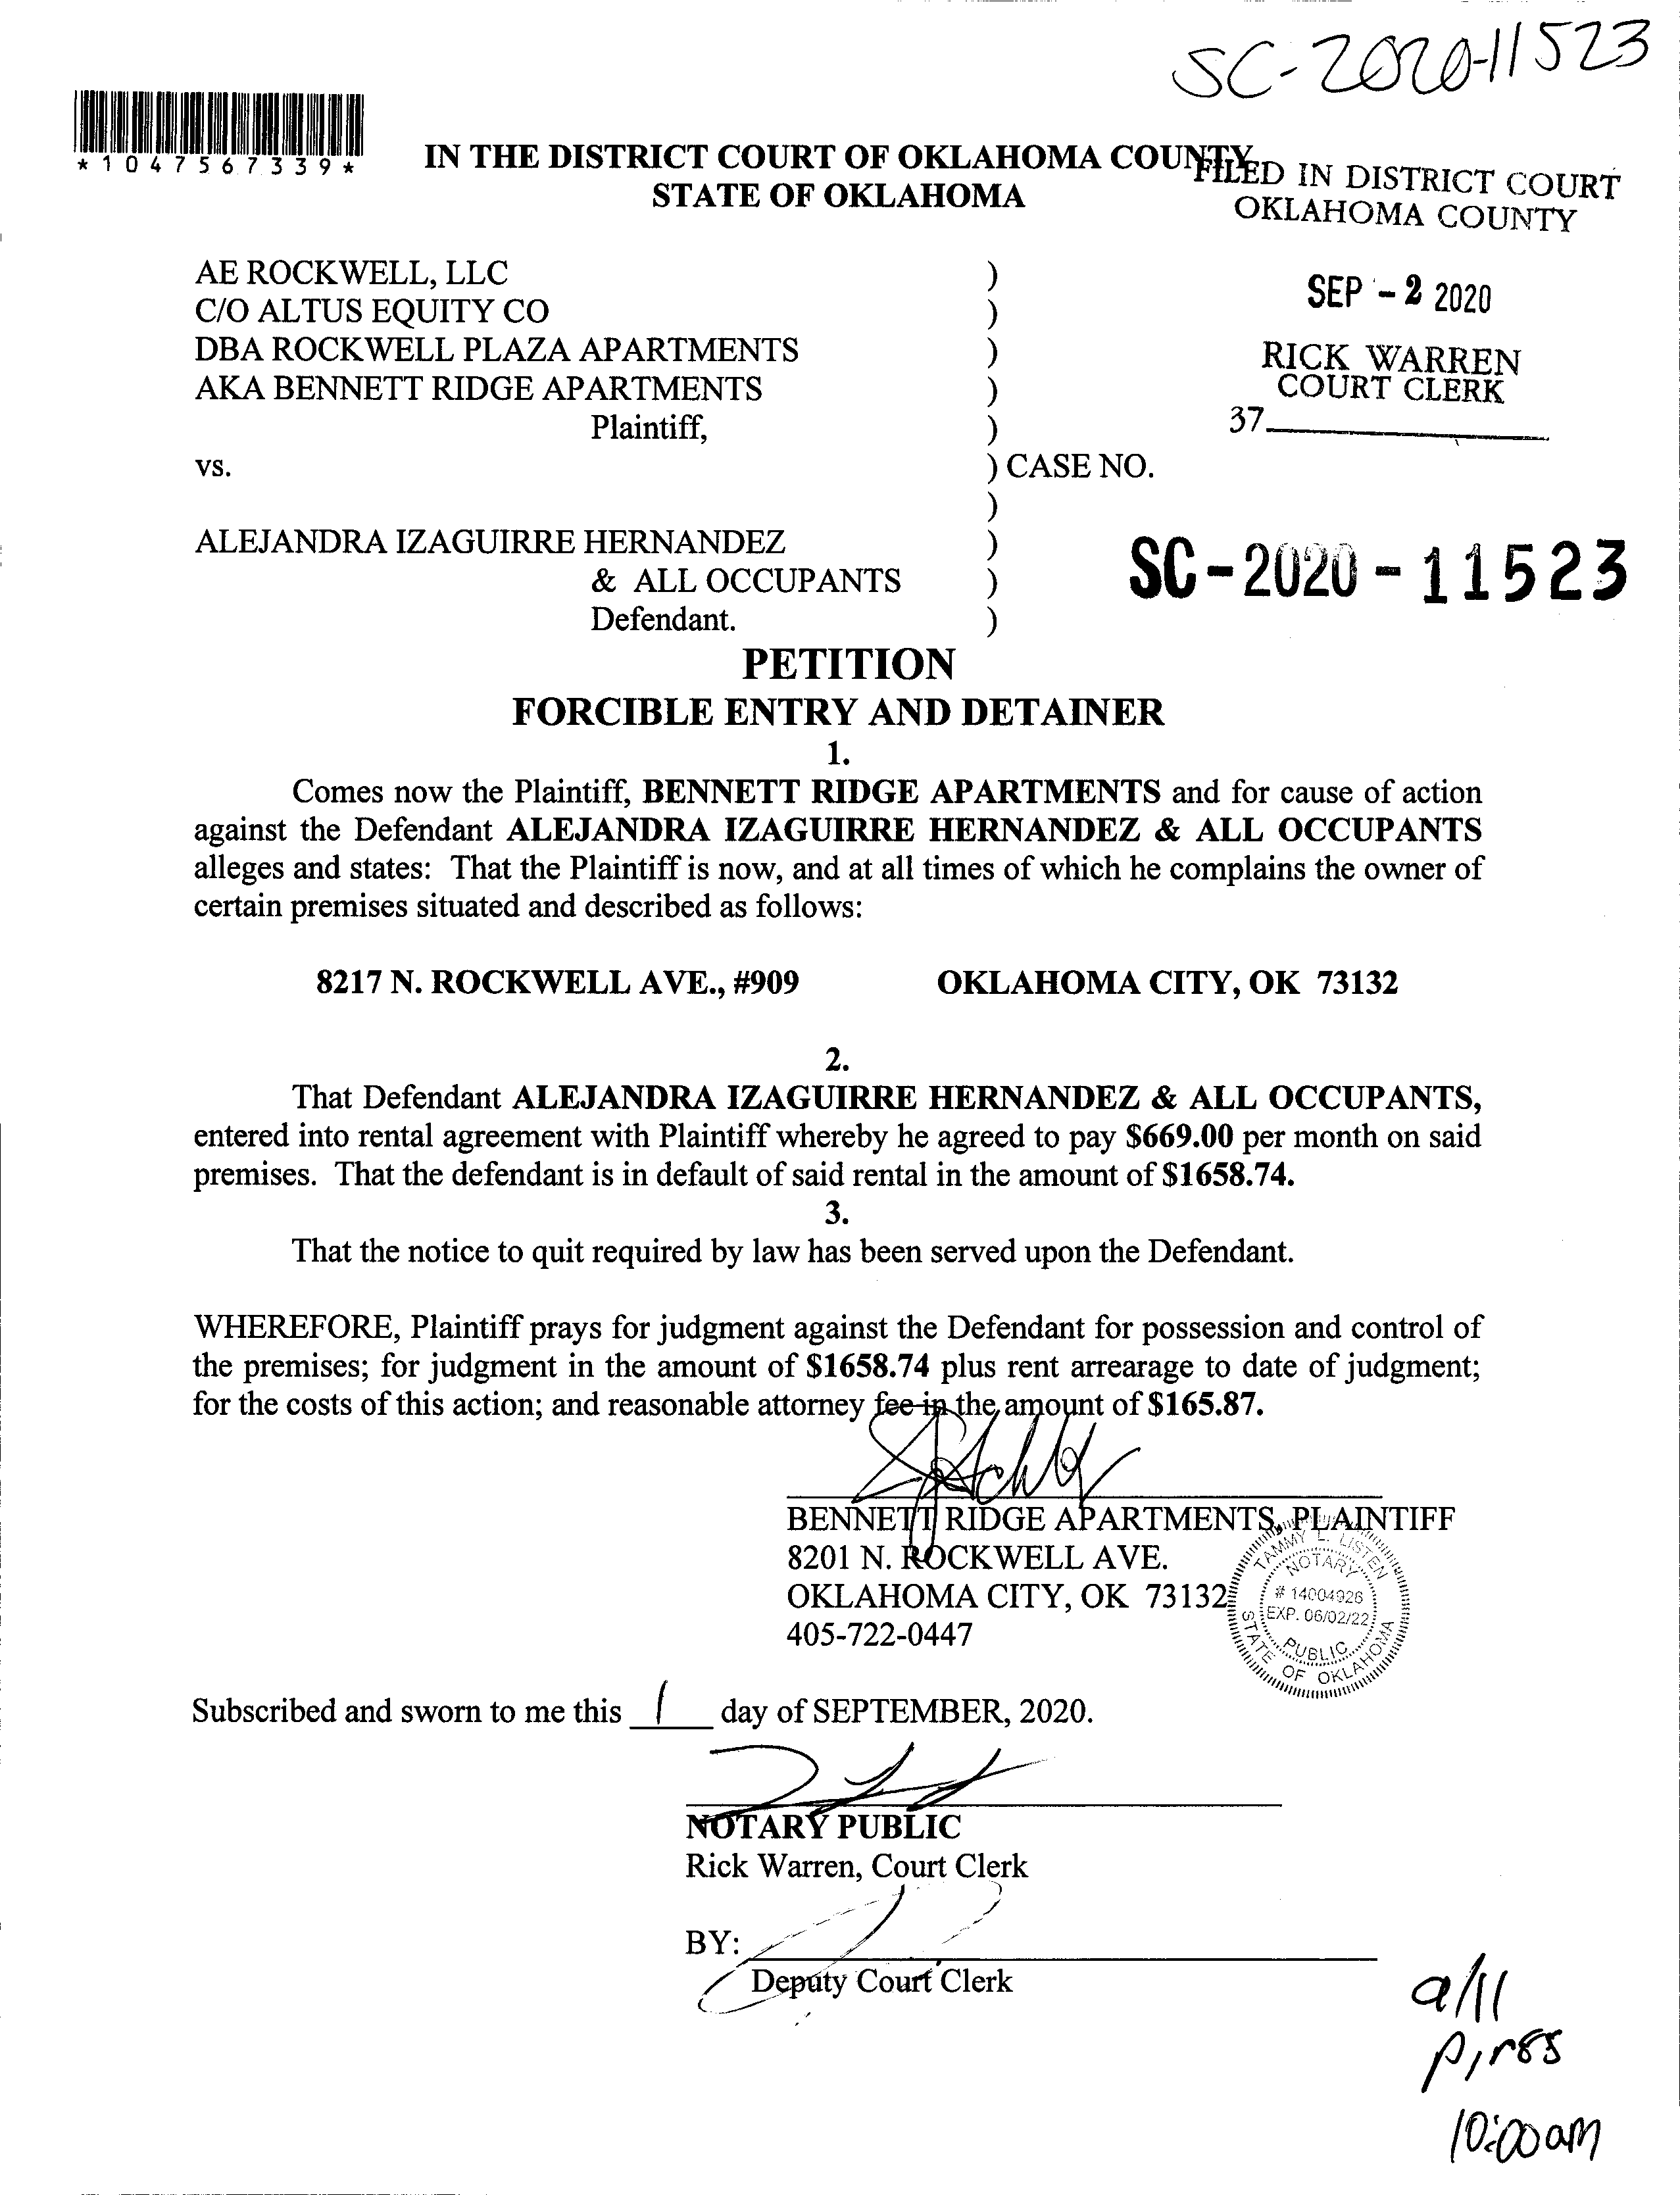 SC-2020-11523
*1047567339*
IN THE DISTRICT COURT OF OKLAHOMA COUNTY
STATE OF OKLAHOMA
FILED IN DISTRICT COURT
OKLAHOMA COUNTY
AE ROCKWELL, LLC )
C/O ALTUS EQUITY CO )
SEP - 2 2020
DBA ROCKWELL PLAZA APARTMENTS )
AKA BENNETT RIDGE APARTMENTS )
RICK WARREN
COURT CLERK
37
Plaintiff, )
vs. ) CASE NO.
)
ALEJANDRA IZAGUIRRE HERNANDEZ )
& ALL OCCUPANTS )
Defendant. )
SC-2020-11523
PETITION
FORCIBLE ENTRY AND DETAINER
1.
Comes now the Plaintiff, BENNETT RIDGE APARTMENTS and for cause of action
against the Defendant ALEJANDRA IZAGUIRRE HERNANDEZ & ALL OCCUPANTS
alleges and states: That the Plaintiff is now, and at all times of which he complains the owner of
certain premises situated and described as follows:
8217 N. ROCKWELL AVE., #909 OKLAHOMA CITY, OK 73132
2.
That Defendant ALEJANDRA IZAGUIRRE HERNANDEZ & ALL OCCUPANTS,
entered into rental agreement with Plaintiff whereby he agreed to pay $669.00 per month on said
premises. That the defendant is in default of said rental in the amount of $1658.74.
3.
That the notice to quit required by law has been served upon the Defendant.
WHEREFORE, Plaintiff prays for judgment against the Defendant for possession and control of
the premises; for judgment in the amount of $1658.74 plus rent arrearage to date of judgment;
for the costs of this action; and reasonable attorney fee in the amount of $165.87.
BENNETT RIDGE APARTMENTS, PLAINTIFF
8201 N. ROCKWELL AVE.
OKLAHOMA CITY, OK 73132
405-722-0447
TAMMY L. LISTEN
NOTARY
# 14004926
EXP. 06/02/22
PUBLIC
STATE OF OKLAHOMA
Subscribed and sworn to me this 1 day of SEPTEMBER, 2020.
NOTARY PUBLIC
Rick Warren, Court Clerk
BY:
Deputy Court Clerk
10:00am